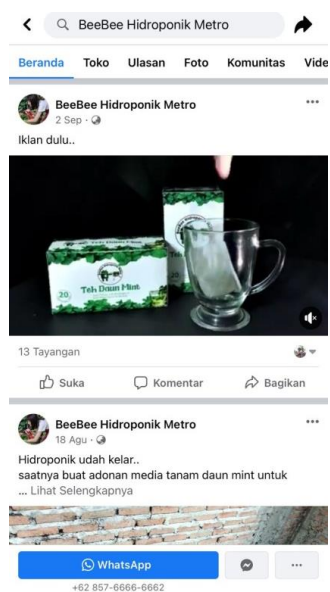 BeeBee Hidroponik Metro
Beranda Toko Ulasan Foto Komunitas Vide
BeeBee Hidroponik Metro
2 Sep
Iklan dulu..
Teh Daun Mint
20
13 Tayangan
Suka Komentar Bagikan
BeeBee Hidroponik Metro
18 Agu
Hidroponik udah kelar..
saatnya buat adonan media tanam daun mint untuk
... Lihat Selengkapnya
WhatsApp
+62 857-6666-6662